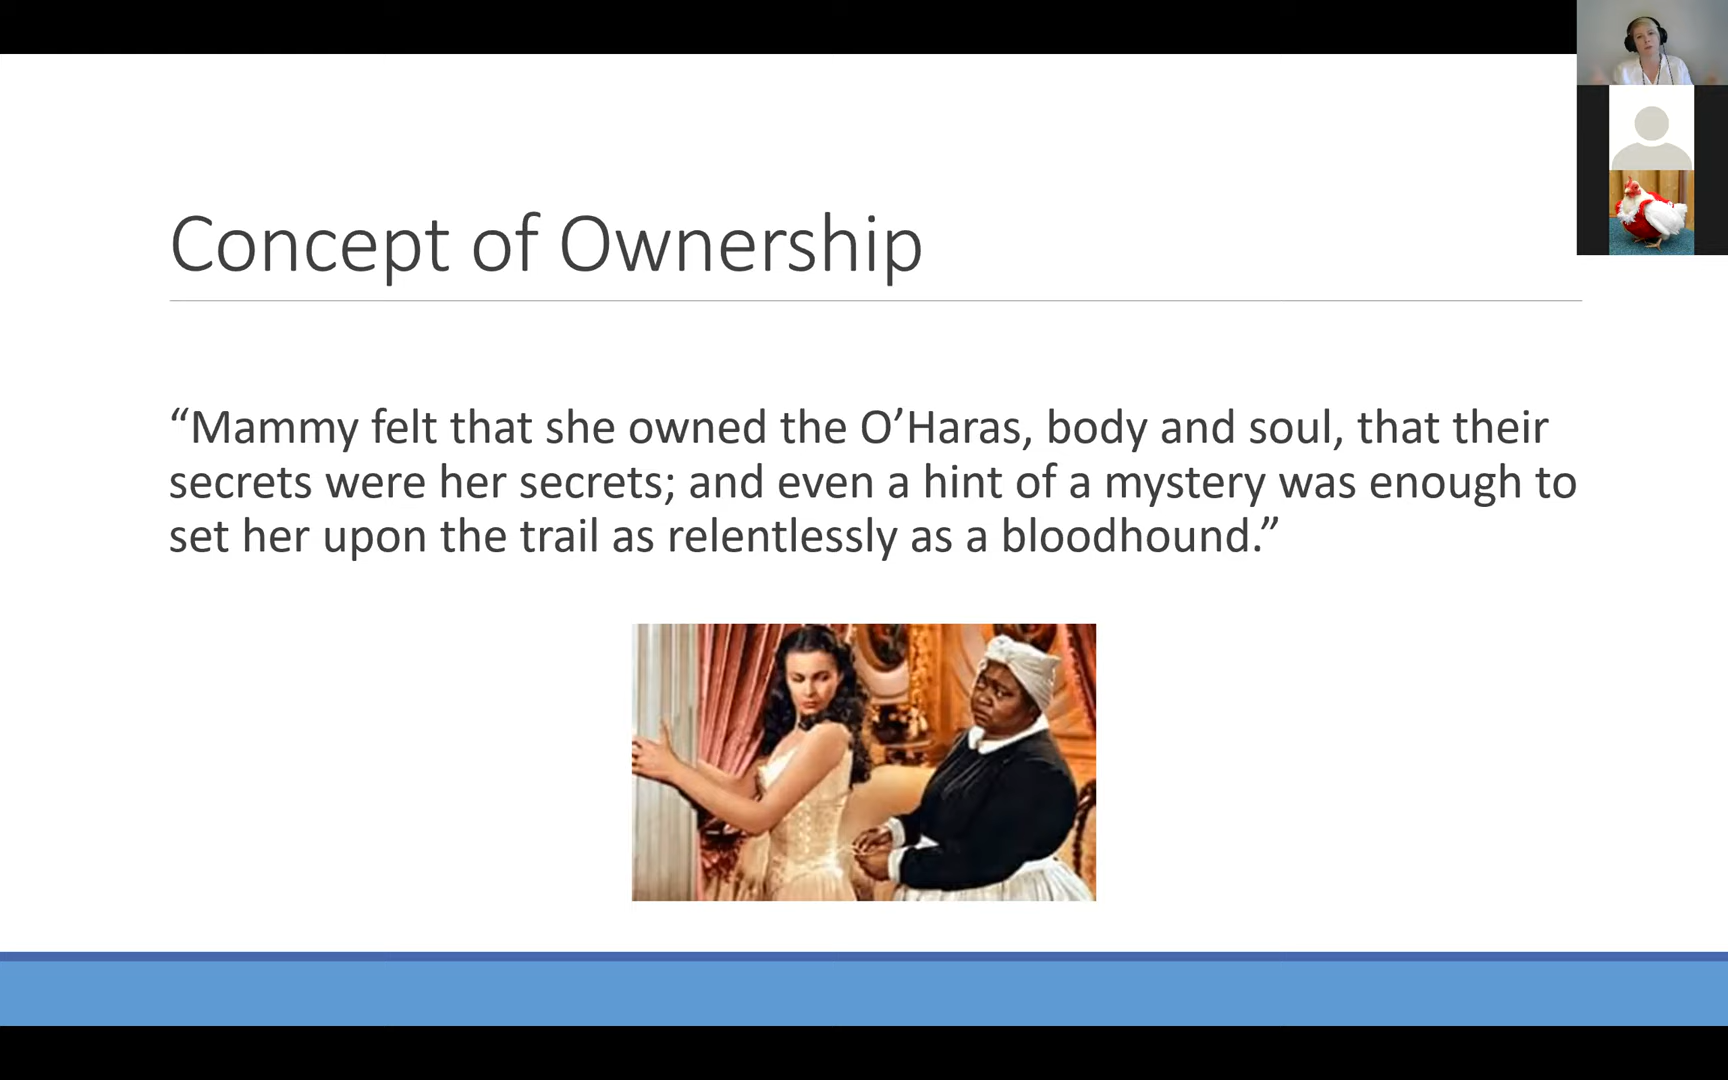 Concept of Ownership
“Mammy felt that she owned the O’Haras, body and soul, that their
secrets were her secrets; and even a hint of a mystery was enough to
set her upon the trail as relentlessly as a bloodhound.”